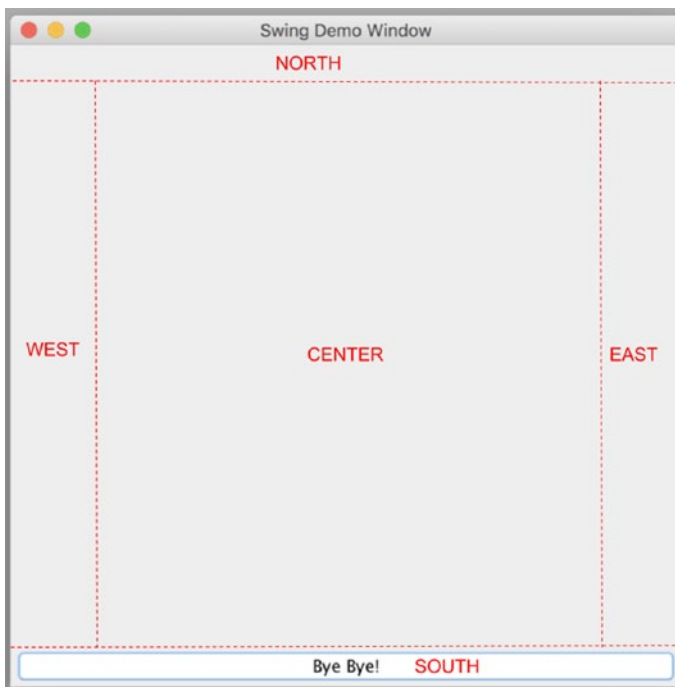 Swing Demo Window
NORTH
WEST
CENTER
EAST
Bye Bye! SOUTH